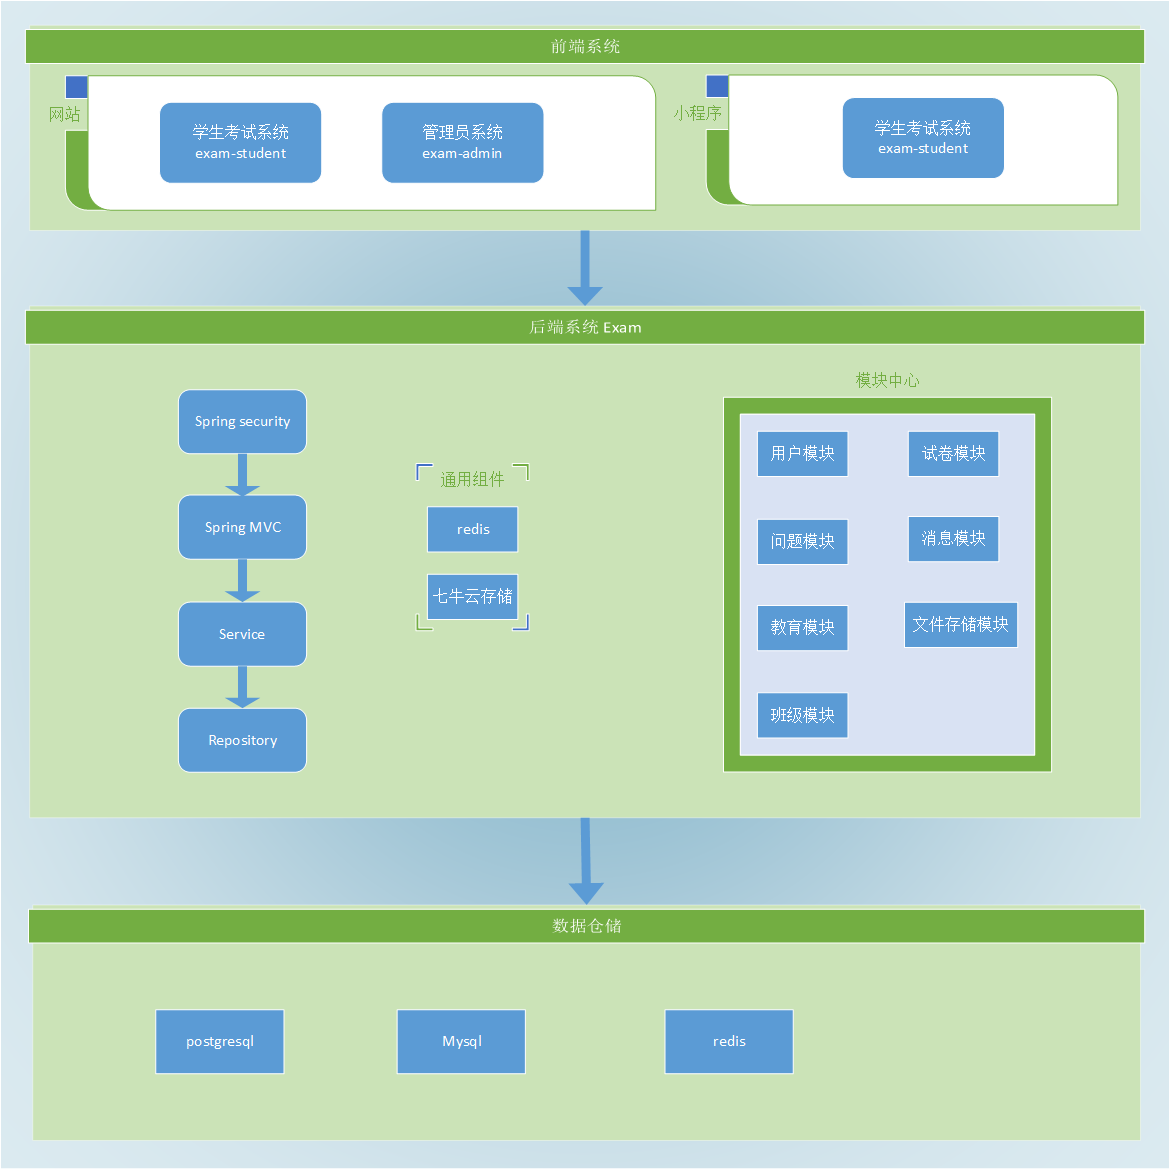 前端系统
网站
学生考试系统
exam-student
管理员系统
exam-admin
小程序
学生考试系统
exam-student
后端系统 Exam
Spring security
Spring MVC
Service
Repository
通用组件
redis
七牛云存储
模块中心
用户模块
试卷模块
问题模块
消息模块
教育模块
文件存储模块
班级模块
数据仓储
postgresql
Mysql
redis